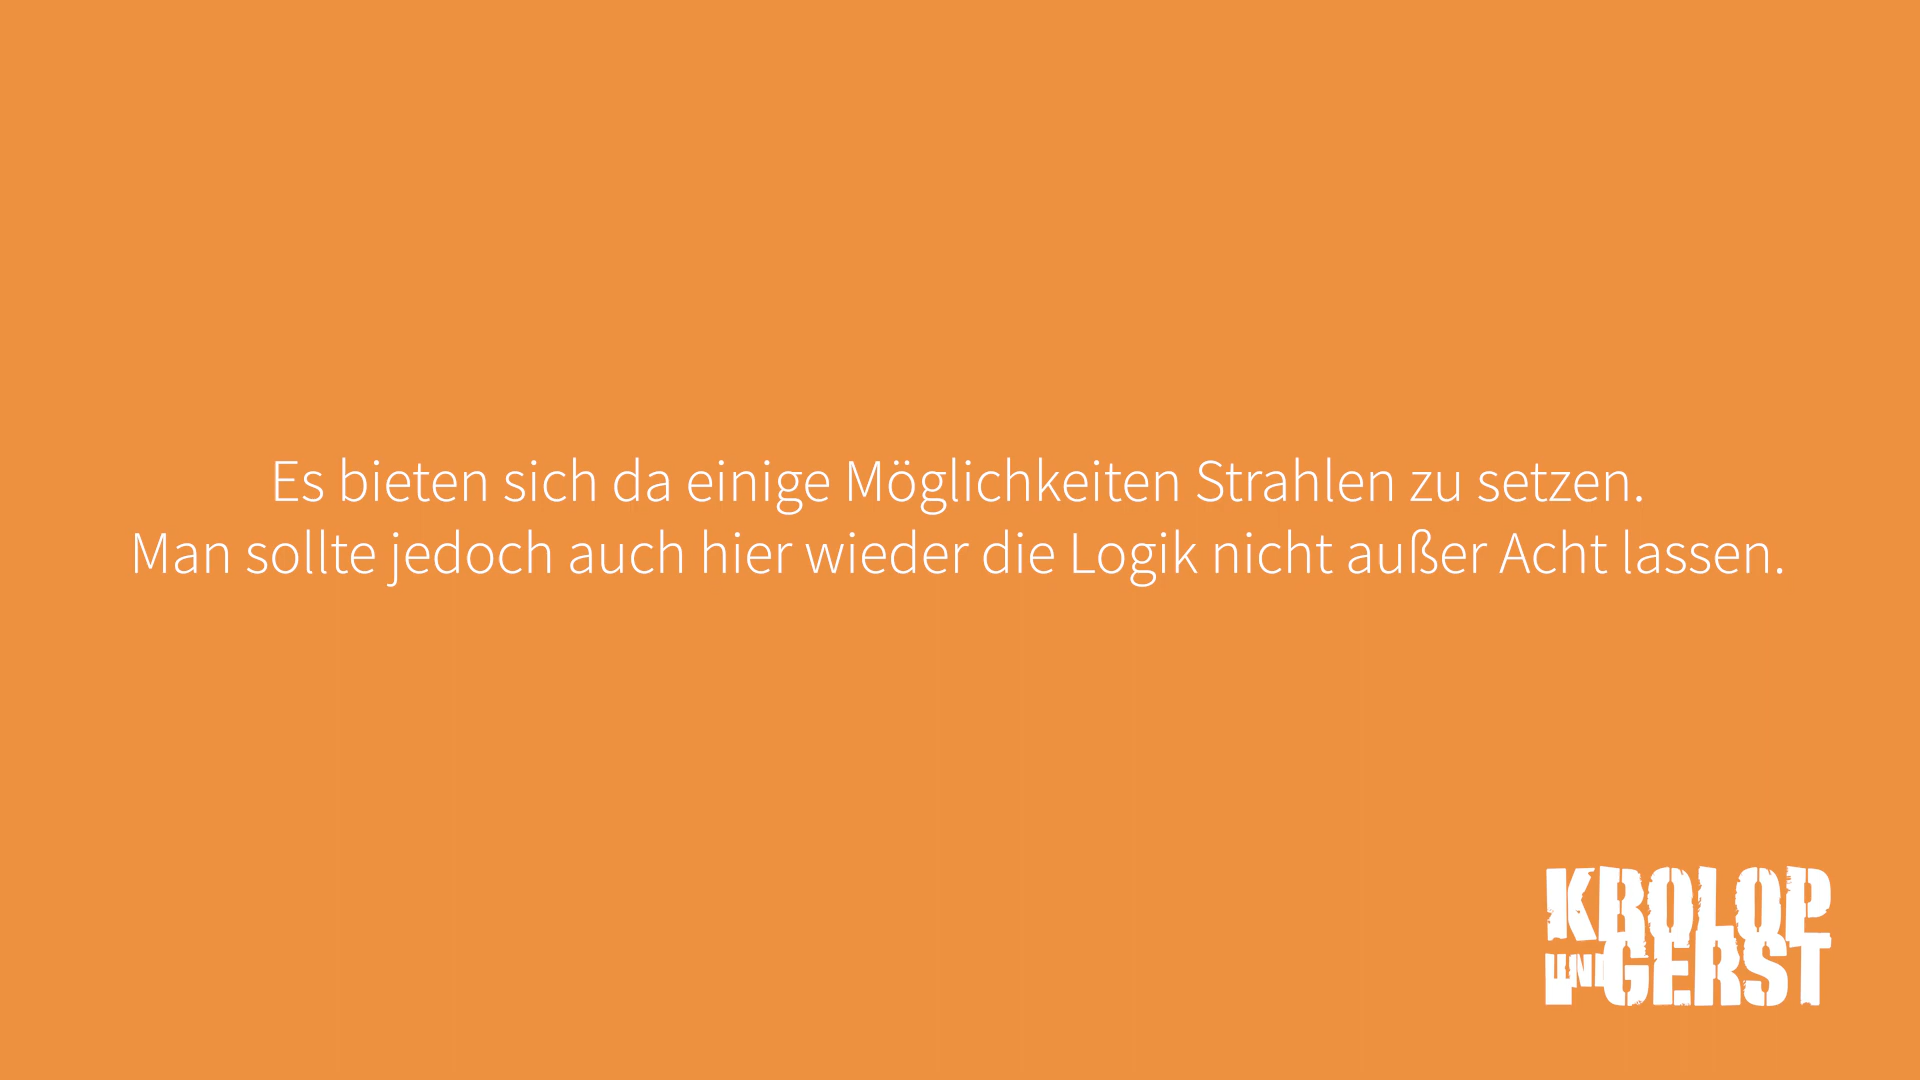 Es bieten sich da einige Möglichkeiten Strahlen zu setzen.
Man sollte jedoch auch hier wieder die Logik nicht außer Acht lassen.
KROLOP
UND GERST